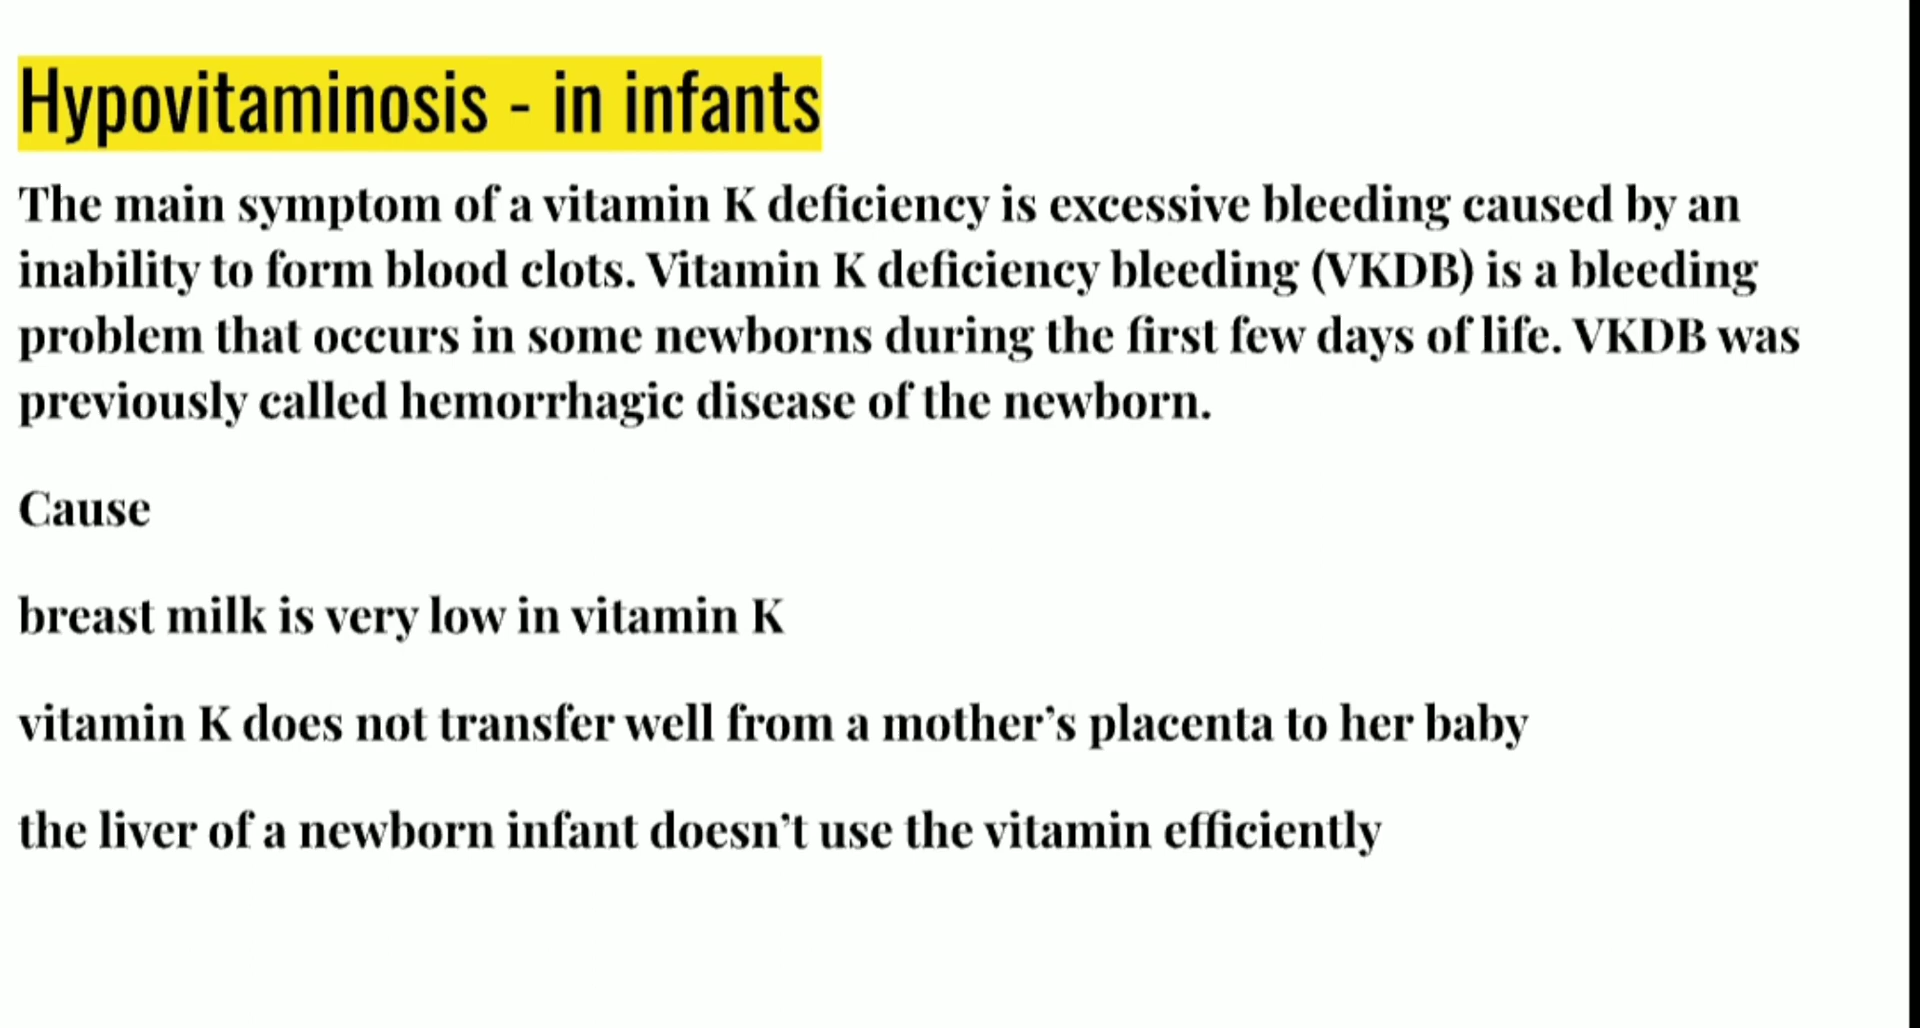 Hypovitaminosis - in infants
The main symptom of a vitamin K deficiency is excessive bleeding caused by an
inability to form blood clots. Vitamin K deficiency bleeding (VKDB) is a bleeding
problem that occurs in some newborns during the first few days of life. VKDB was
previously called hemorrhagic disease of the newborn.
Cause
breast milk is very low in vitamin K
vitamin K does not transfer well from a mother’s placenta to her baby
the liver of a newborn infant doesn’t use the vitamin efficiently